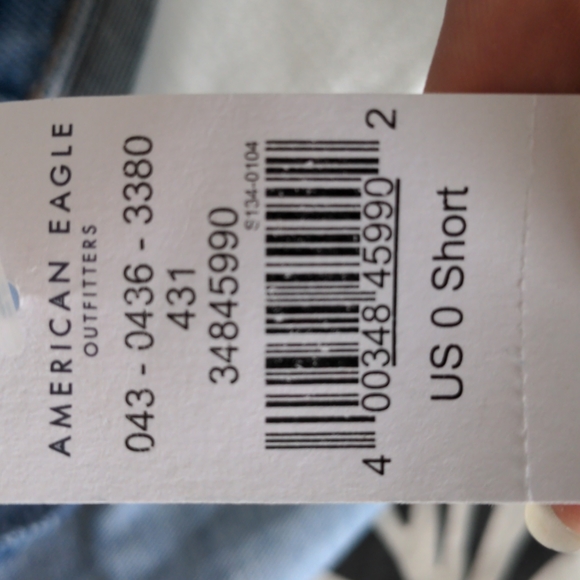 AMERICAN EAGLE
OUTFITTERS
043 - 0436 - 3380
431
34845990
S134-0104
4 00348 45990 2
US 0 Short